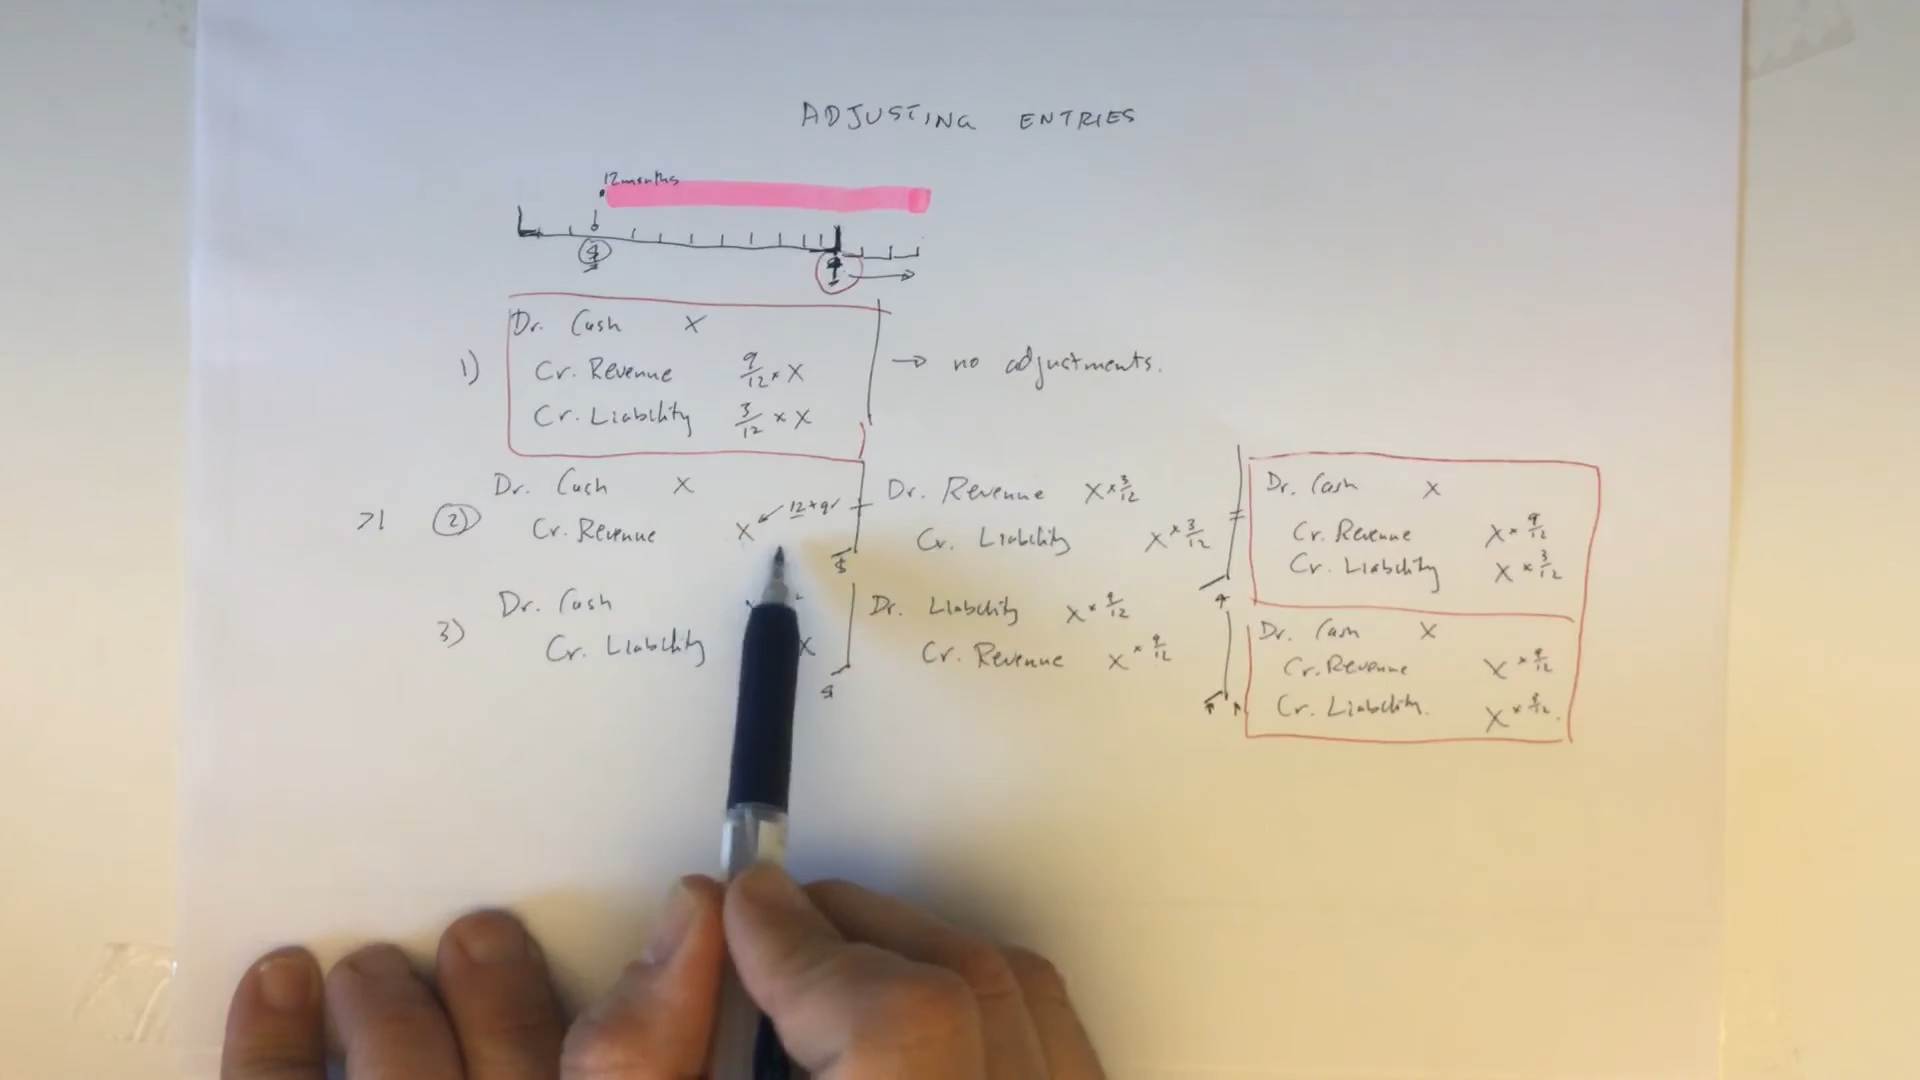 ADJUSTING ENTRIES
12 months
Dr. Cash X
1) Cr. Revenue 9/12 × X → no adjustments.
Cr. Liability 3/12 × X
Dr. Cash X
>1 (2) Cr. Revenue X
Dr. Revenue X × 3/12
Cr. Liability X × 3/12
Dr. Cash X
Cr. Revenue X × 9/12
Cr. Liability X × 3/12
3) Dr. Cash
Cr. Liability X
Dr. Liability X × 9/12
Cr. Revenue X × 9/12
Dr. Cash X
Cr. Revenue X × 9/12
Cr. Liability. X